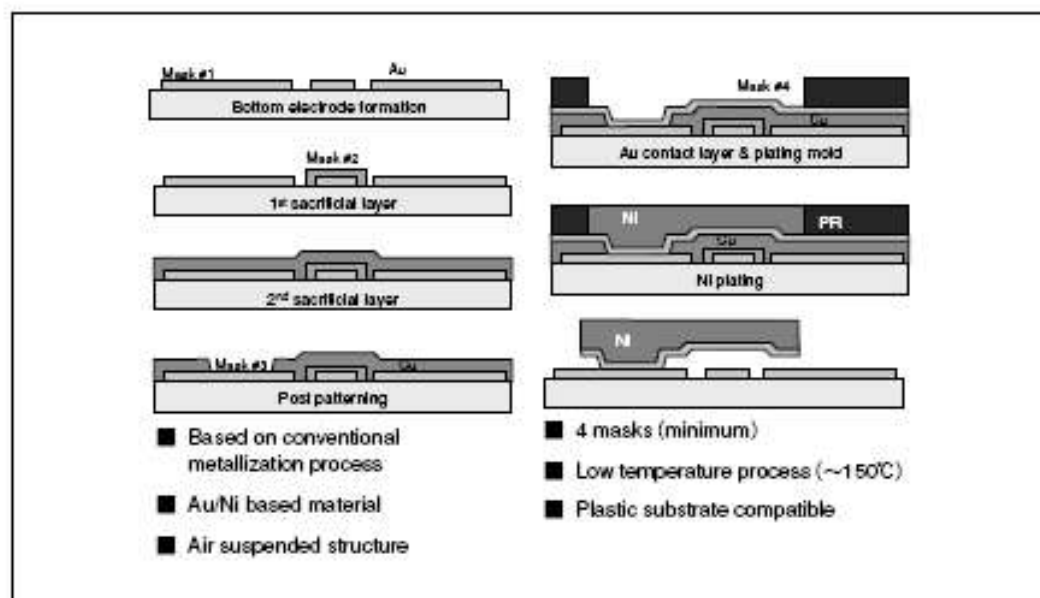 Mask #1
Au
Bottom electrode formation
Mask #2
1st sacrificial layer
2nd sacrificial layer
Mask #3
Cu
Post patterning
■ Based on conventional
metallization process
■ Au/Ni based material
■ Air suspended structure
Mask #4
Cu
Au contact layer & plating mold
Ni
PR
Cu
Ni plating
Ni
■ 4 masks (minimum)
■ Low temperature process (～150℃)
■ Plastic substrate compatible